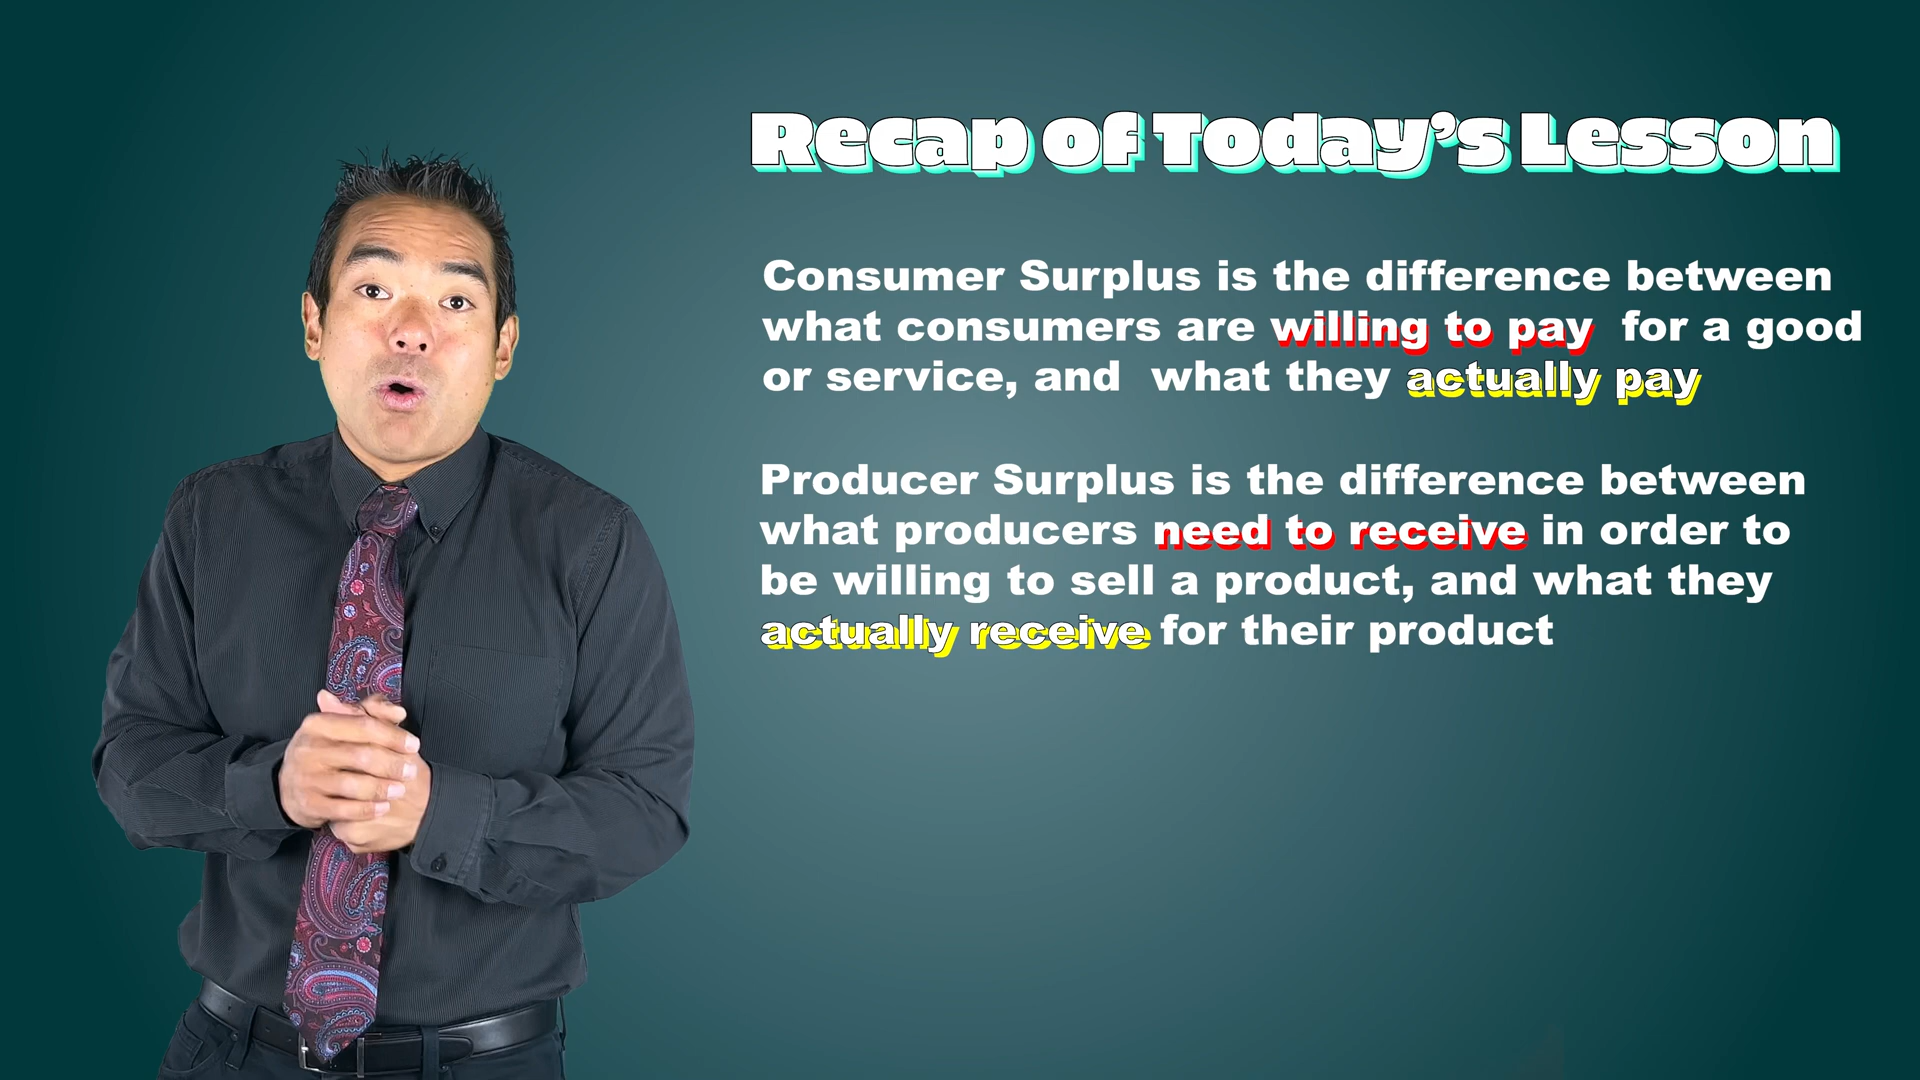 Recap of Today's Lesson
Consumer Surplus is the difference between
what consumers are willing to pay for a good
or service, and what they actually pay
Producer Surplus is the difference between
what producers need to receive in order to
be willing to sell a product, and what they
actually receive for their product